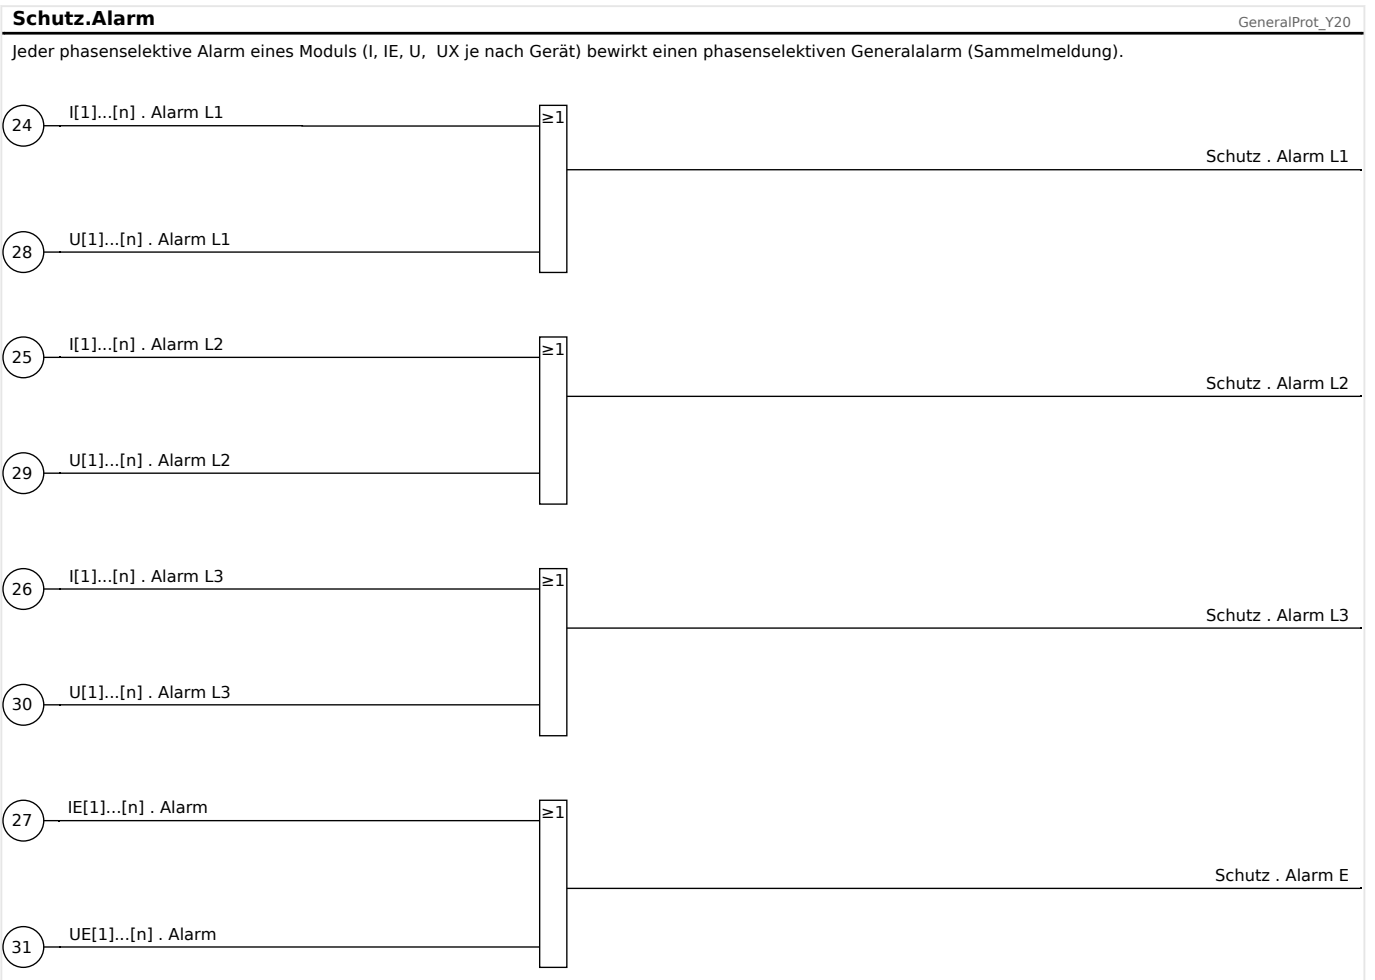 Schutz.Alarm
GeneralProt_Y20
Jeder phasenselektive Alarm eines Moduls (I, IE, U,  UX je nach Gerät) bewirkt einen phasenselektiven Generalalarm (Sammelmeldung).
24
I[1]...[n] . Alarm L1
≥1
Schutz . Alarm L1
28
U[1]...[n] . Alarm L1
25
I[1]...[n] . Alarm L2
≥1
Schutz . Alarm L2
29
U[1]...[n] . Alarm L2
26
I[1]...[n] . Alarm L3
≥1
Schutz . Alarm L3
30
U[1]...[n] . Alarm L3
27
IE[1]...[n] . Alarm
≥1
Schutz . Alarm E
31
UE[1]...[n] . Alarm